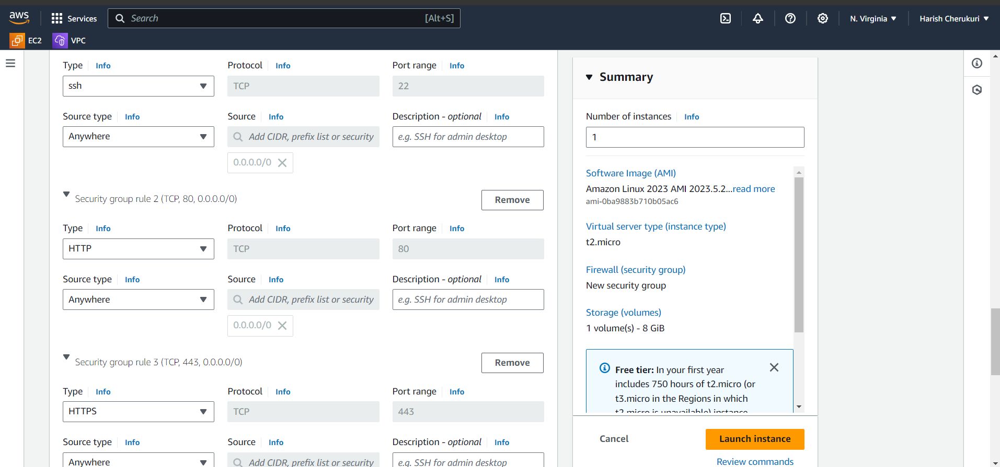 aws
Services
Search
[Alt+S]
N. Virginia
Harish Cherukuri
EC2
VPC
Type Info
Protocol Info
Port range Info
ssh
TCP
22
Source type Info
Source Info
Description - optional Info
Anywhere
Add CIDR, prefix list or security
e.g. SSH for admin desktop
0.0.0.0/0
Security group rule 2 (TCP, 80, 0.0.0.0/0)
Remove
Type Info
Protocol Info
Port range Info
HTTP
TCP
80
Source type Info
Source Info
Description - optional Info
Anywhere
Add CIDR, prefix list or security
e.g. SSH for admin desktop
0.0.0.0/0
Security group rule 3 (TCP, 443, 0.0.0.0/0)
Remove
Type Info
Protocol Info
Port range Info
HTTPS
TCP
443
Source type Info
Source Info
Description - optional Info
Anywhere
Add CIDR, prefix list or security
e.g. SSH for admin desktop
Summary
Number of instances Info
1
Software Image (AMI)
Amazon Linux 2023 AMI 2023.5.2...read more
ami-0ba9883b710b05ac6
Virtual server type (instance type)
t2.micro
Firewall (security group)
New security group
Storage (volumes)
1 volume(s) - 8 GiB
Free tier: In your first year
includes 750 hours of t2.micro (or
t3.micro in the Regions in which
t2.micro is unavailable) instance
Cancel
Launch instance
Review commands